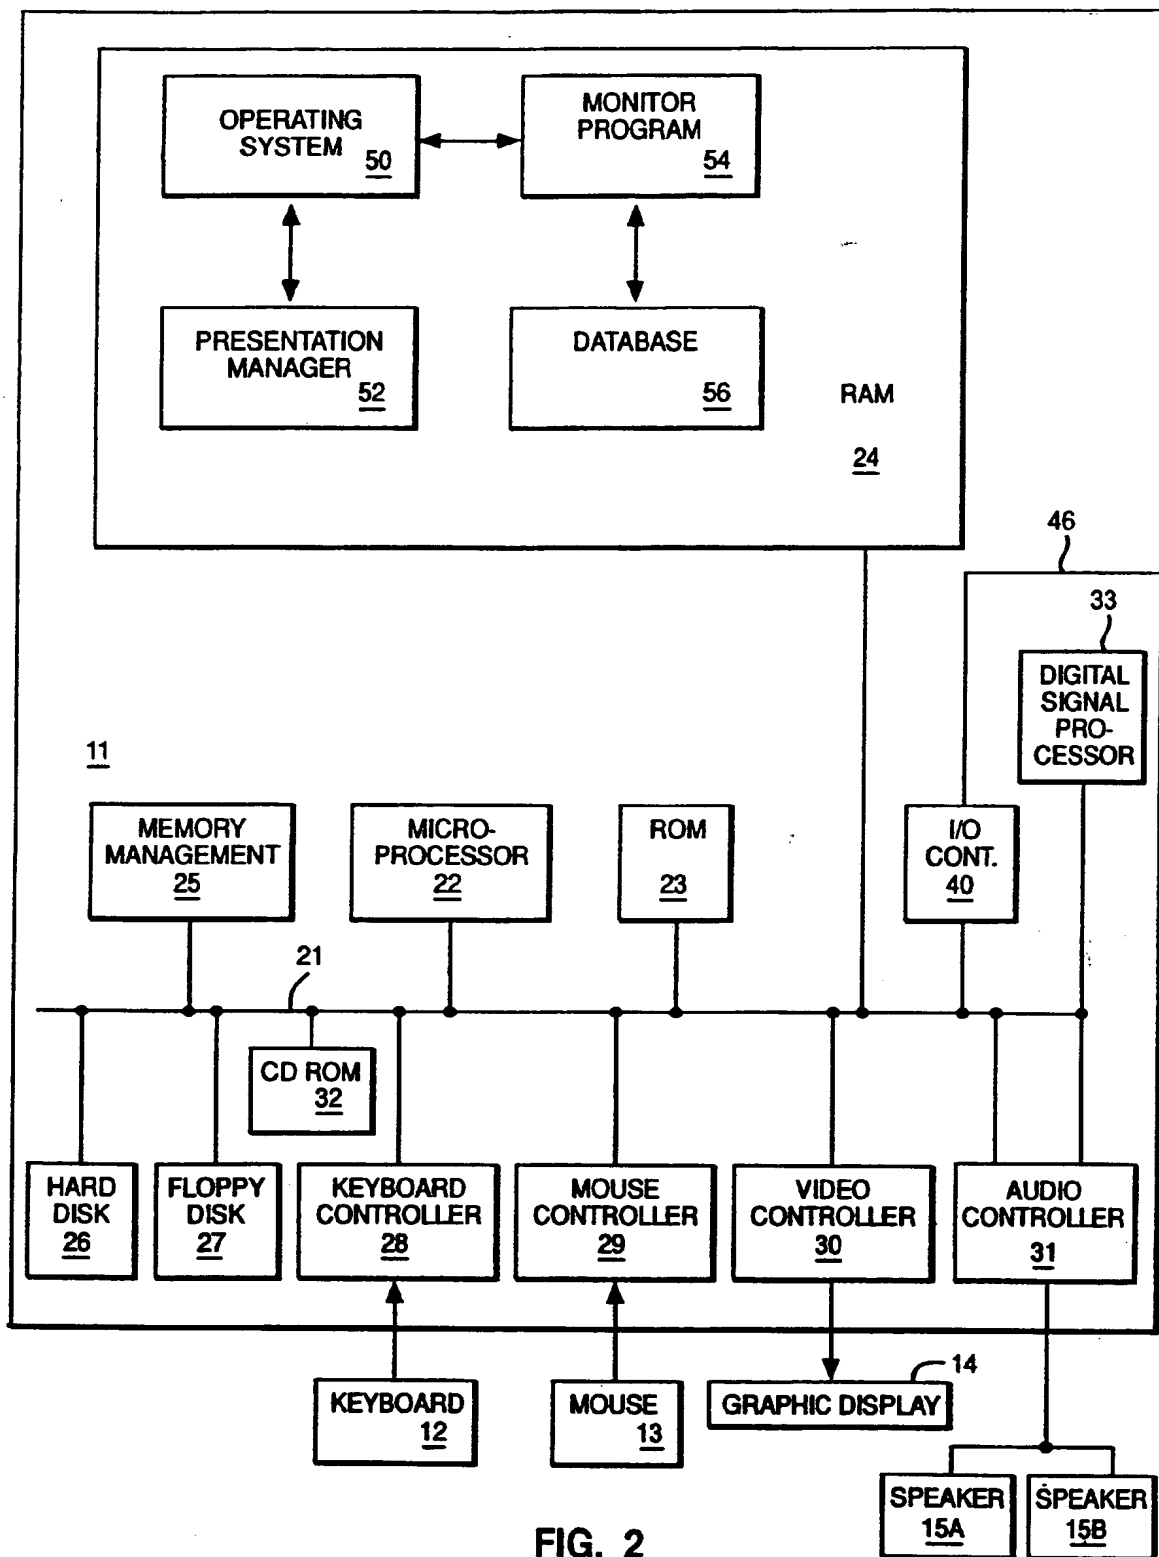 OPERATING
SYSTEM
50
MONITOR
PROGRAM
54
PRESENTATION
MANAGER
52
DATABASE
56
RAM
24
46
33
DIGITAL
SIGNAL
PRO-
CESSOR
11
MEMORY
MANAGEMENT
25
MICRO-
PROCESSOR
22
ROM
23
I/O
CONT.
40
21
CD ROM
32
HARD
DISK
26
FLOPPY
DISK
27
KEYBOARD
CONTROLLER
28
MOUSE
CONTROLLER
29
VIDEO
CONTROLLER
30
AUDIO
CONTROLLER
31
KEYBOARD
12
MOUSE
13
14
GRAPHIC DISPLAY
SPEAKER
15A
SPEAKER
15B
FIG. 2